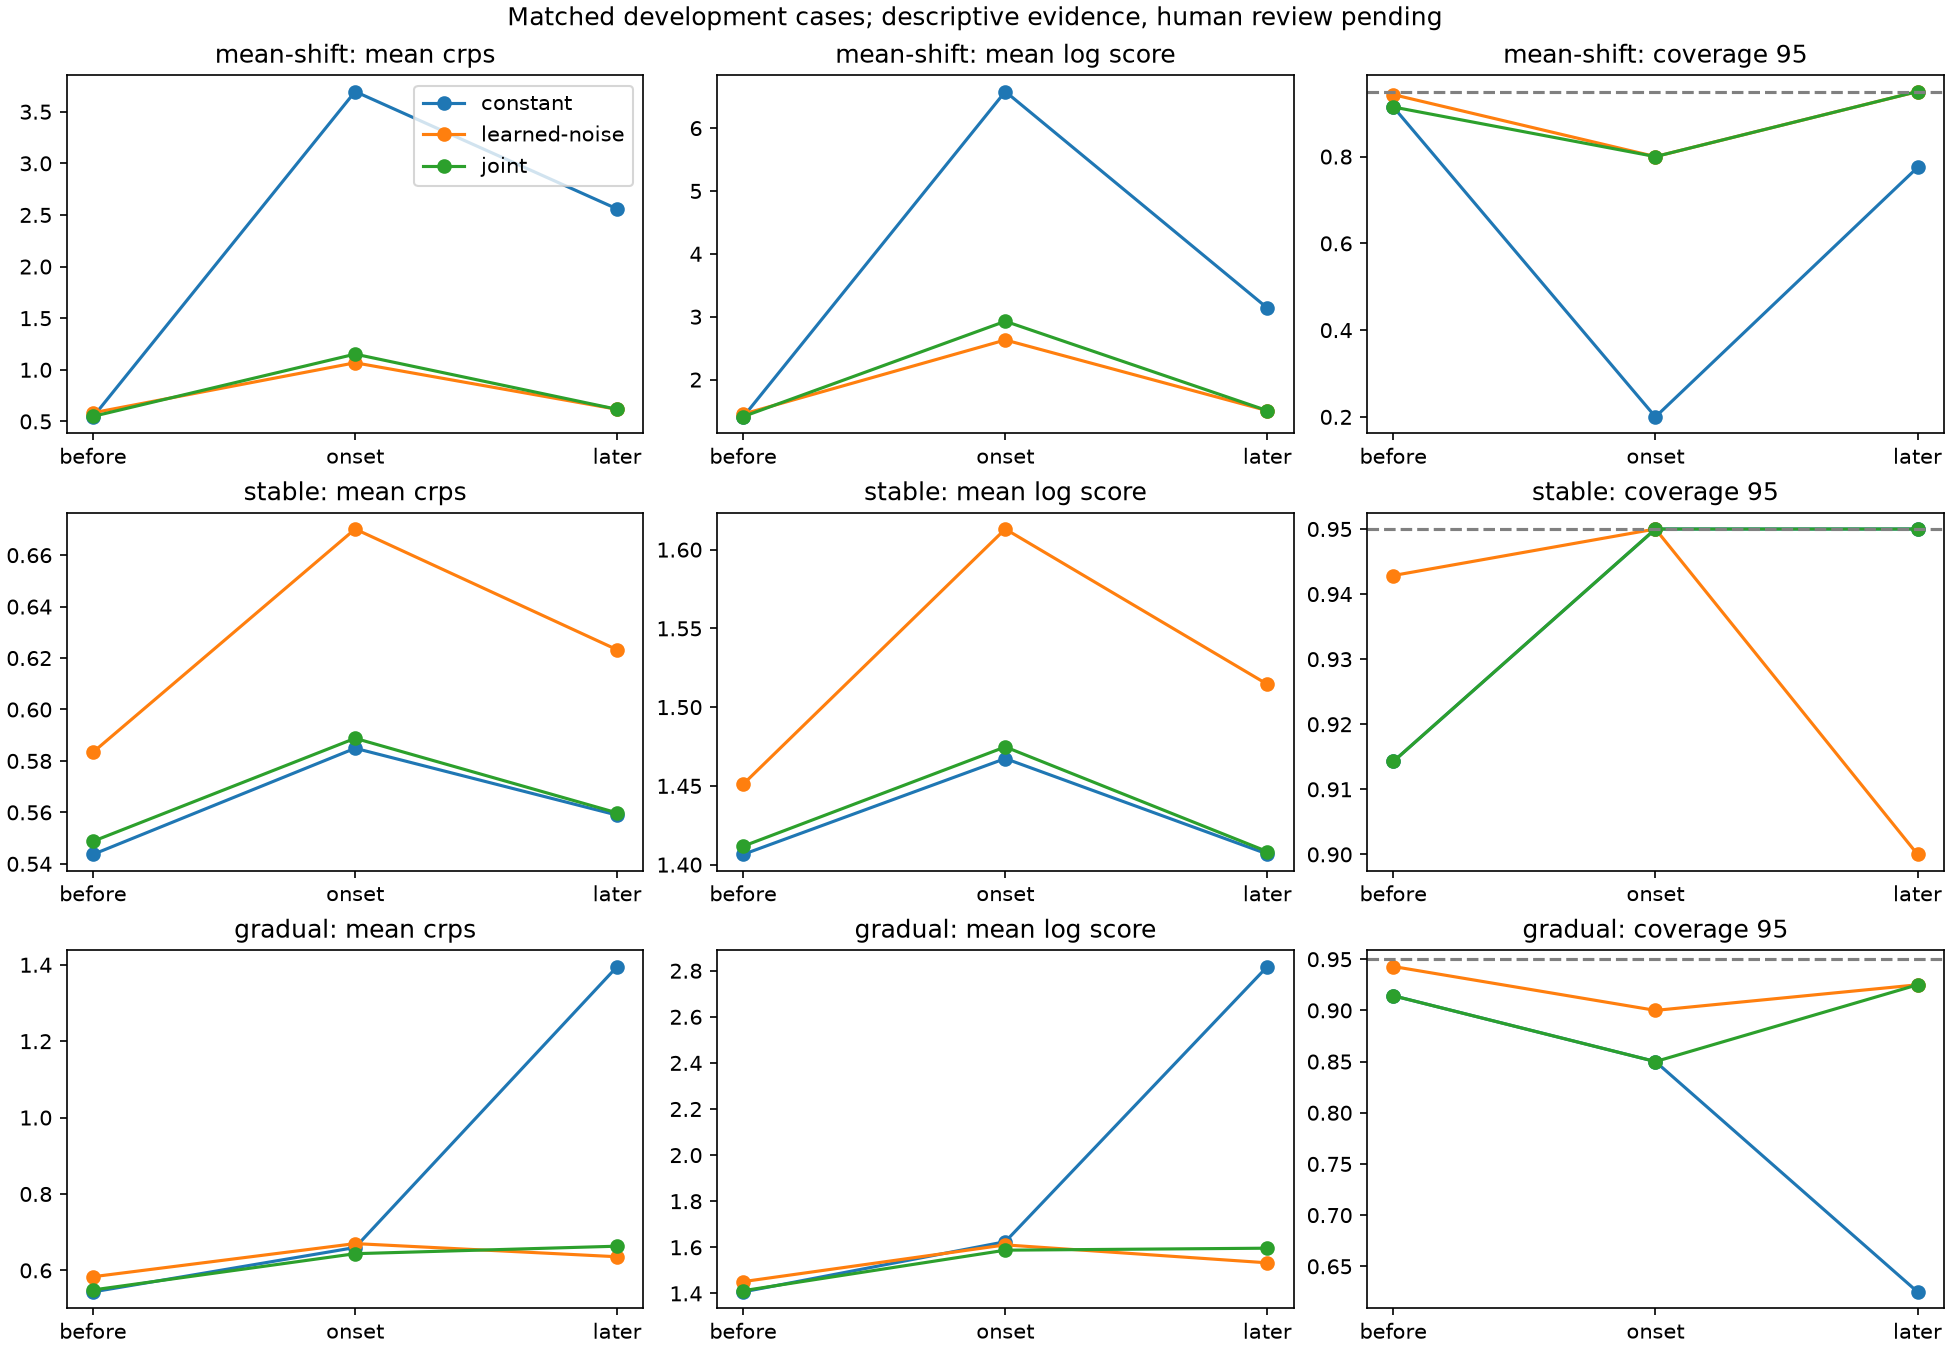 Matched development cases; descriptive evidence, human review pending
mean-shift: mean crps
3.5
3.0
2.5
2.0
1.5
1.0
0.5
before onset later
constant
learned-noise
joint
mean-shift: mean log score
6
5
4
3
2
before onset later
mean-shift: coverage 95
0.8
0.6
0.4
0.2
before onset later
stable: mean crps
0.66
0.64
0.62
0.60
0.58
0.56
0.54
before onset later
stable: mean log score
1.60
1.55
1.50
1.45
1.40
before onset later
stable: coverage 95
0.95
0.94
0.93
0.92
0.91
0.90
before onset later
gradual: mean crps
1.4
1.2
1.0
0.8
0.6
before onset later
gradual: mean log score
2.8
2.6
2.4
2.2
2.0
1.8
1.6
1.4
before onset later
gradual: coverage 95
0.95
0.90
0.85
0.80
0.75
0.70
0.65
before onset later